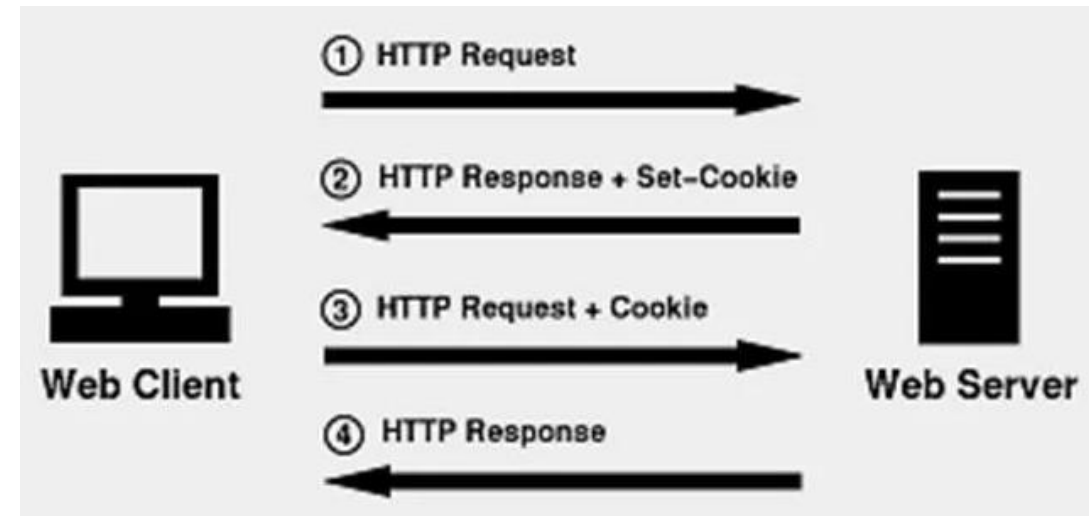 ① HTTP Request
② HTTP Response + Set-Cookie
③ HTTP Request + Cookie
Web Client
Web Server
④ HTTP Response